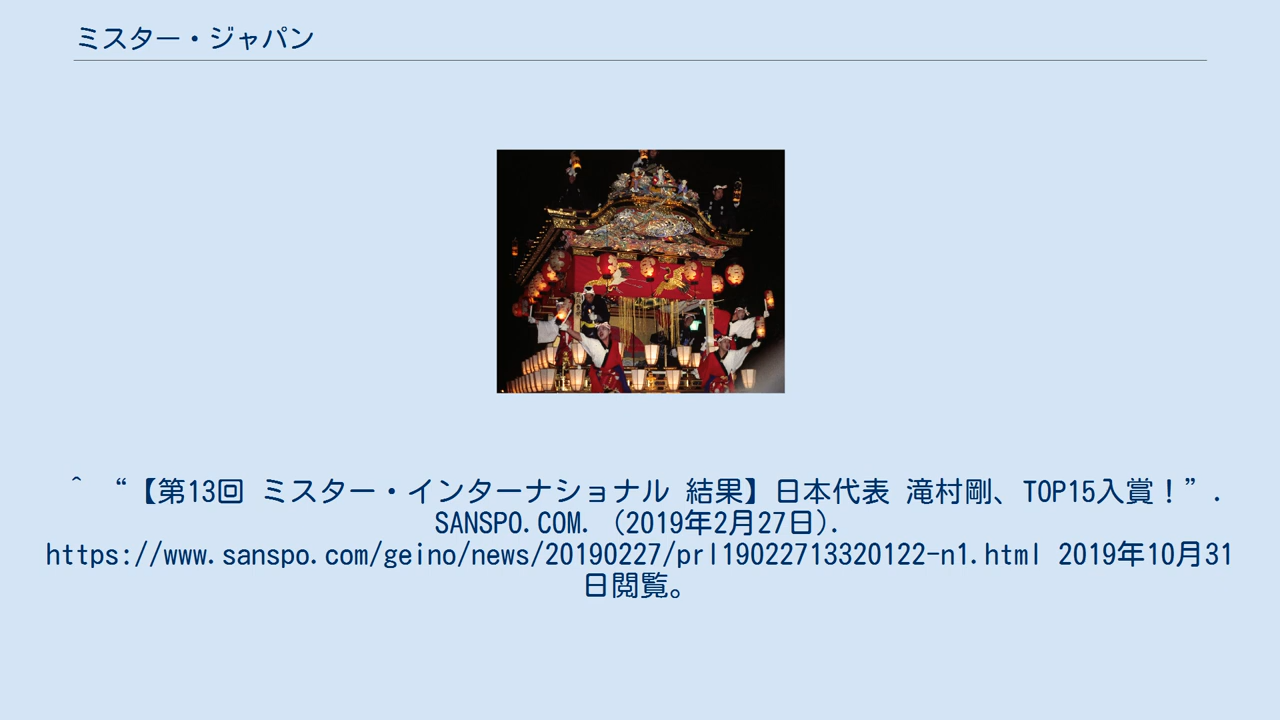 ミスター・ジャパン
^ “【第13回 ミスター・インターナショナル 結果】日本代表 滝村剛、TOP15入賞！”.
SANSPO.COM. (2019年2月27日).
https://www.sanspo.com/geino/news/20190227/prl19022713320122-n1.html 2019年10月31
日閲覧。